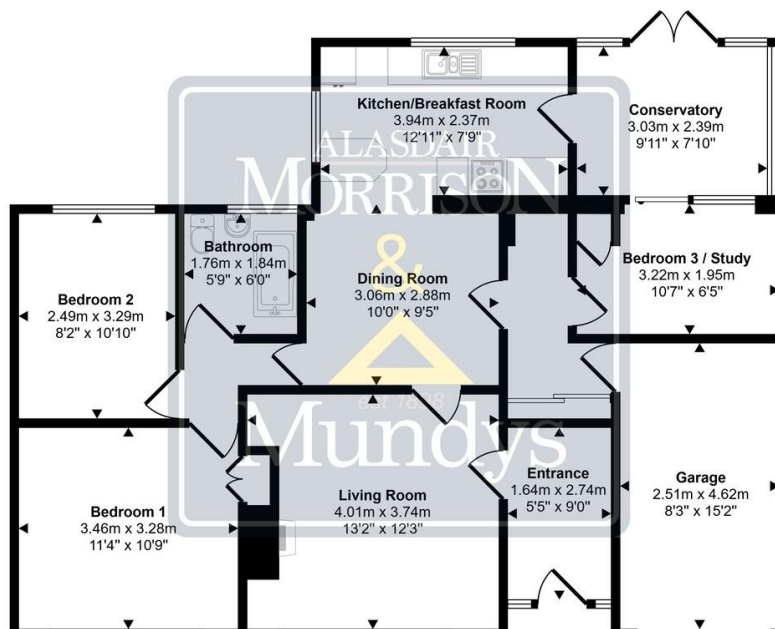 Kitchen/Breakfast Room
3.94m x 2.37m
12'11" x 7'9"
Conservatory
3.03m x 2.39m
9'11" x 7'10"
ALASDAIR
MORRISON
&
Mundys
est 1898
Bathroom
1.76m x 1.84m
5'9" x 6'0"
Bedroom 2
2.49m x 3.29m
8'2" x 10'10"
Dining Room
3.06m x 2.88m
10'0" x 9'5"
Bedroom 3 / Study
3.22m x 1.95m
10'7" x 6'5"
Bedroom 1
3.46m x 3.28m
11'4" x 10'9"
Living Room
4.01m x 3.74m
13'2" x 12'3"
Entrance
1.64m x 2.74m
5'5" x 9'0"
Garage
2.51m x 4.62m
8'3" x 15'2"